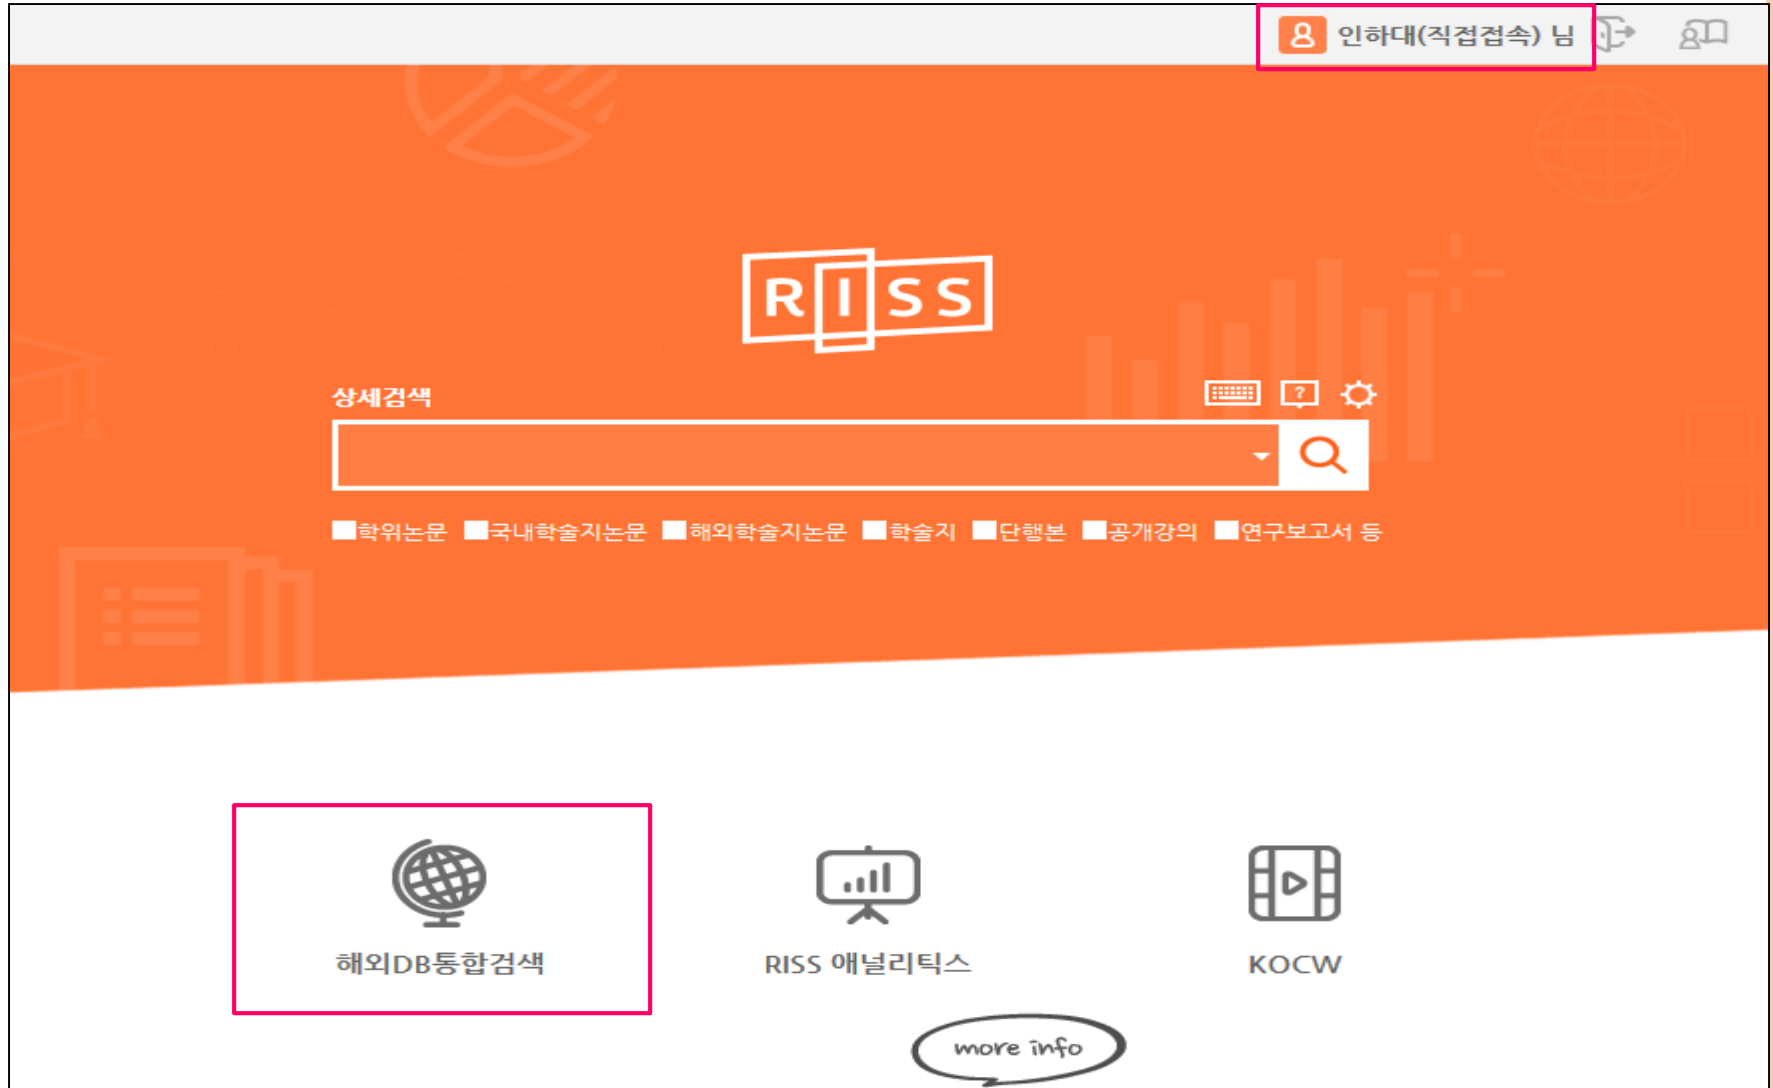 인하대(직접접속) 님
RISS
상세검색
학위논문 국내학술지논문 해외학술지논문 학술지 단행본 공개강의 연구보고서 등
해외DB통합검색 RISS 애널리틱스 KOCW
more info